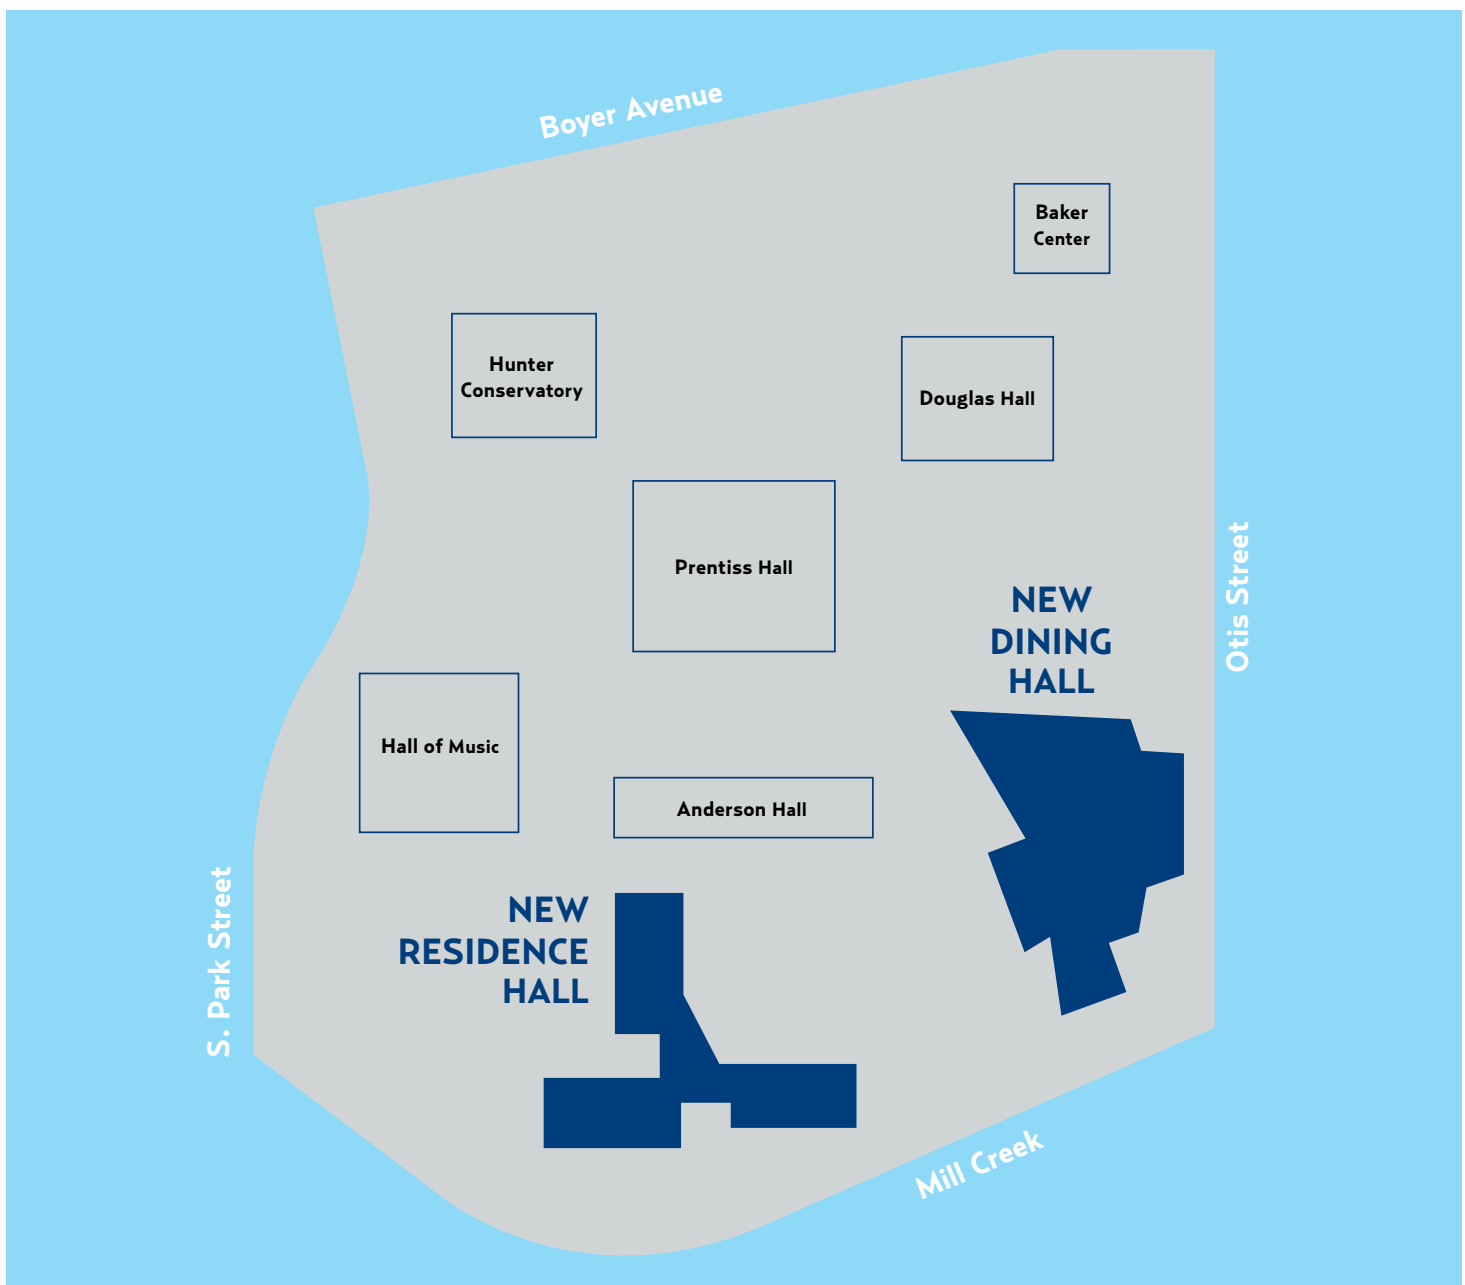 Boyer Avenue
Baker
Center
Hunter
Conservatory
Douglas Hall
Prentiss Hall
Otis Street
NEW
DINING
HALL
Hall of Music
Anderson Hall
S. Park Street
NEW
RESIDENCE
HALL
Mill Creek